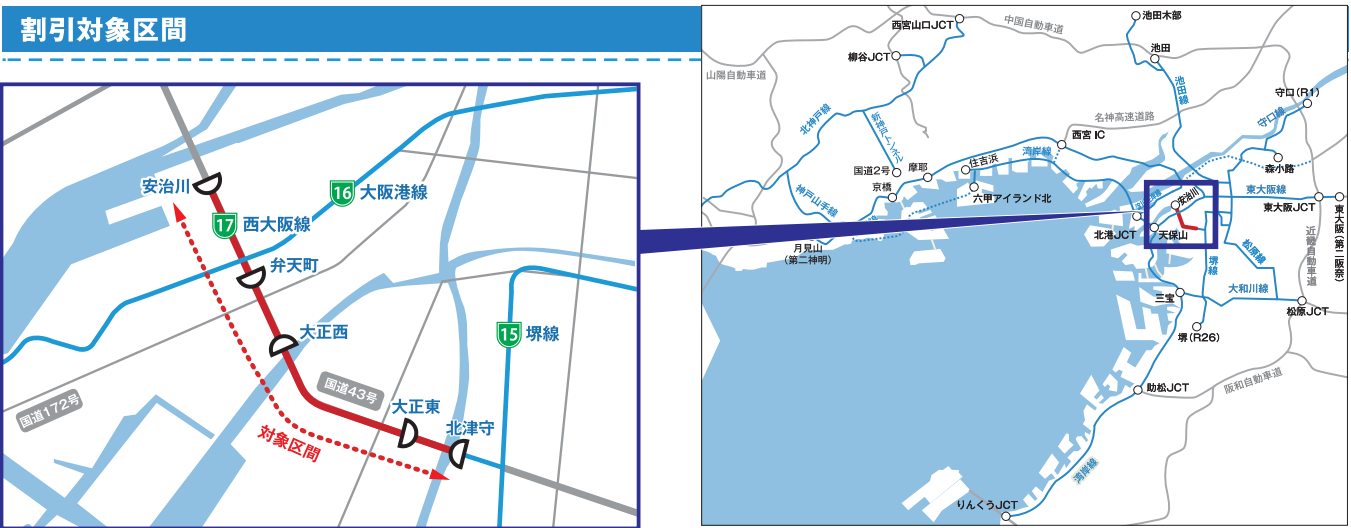 割引対象区間
安治川
16 大阪港線
17 西大阪線
弁天町
大正西
15 堺線
国道43号
国道172号
大正東
北津守
対象区間
西宮山口JCT
中国自動車道
池田木部
柳谷JCT
池田
山陽自動車道
池田線
守口(R1)
北神戸線
新神戸トンネル
名神高速道路
守口線
西宮IC
湾岸線
住吉浜
摩耶
国道2号
森小路
京橋
神戸山手線
六甲アイランド北
安治川
東大阪線
東大阪JCT
東大阪(第二阪奈)
北港JCT
天保山
月見山
(第二神明)
松原線
近畿自動車道
堺線
大和川線
三宝
松原JCT
堺(R26)
助松JCT
阪和自動車道
湾岸線
りんくうJCT